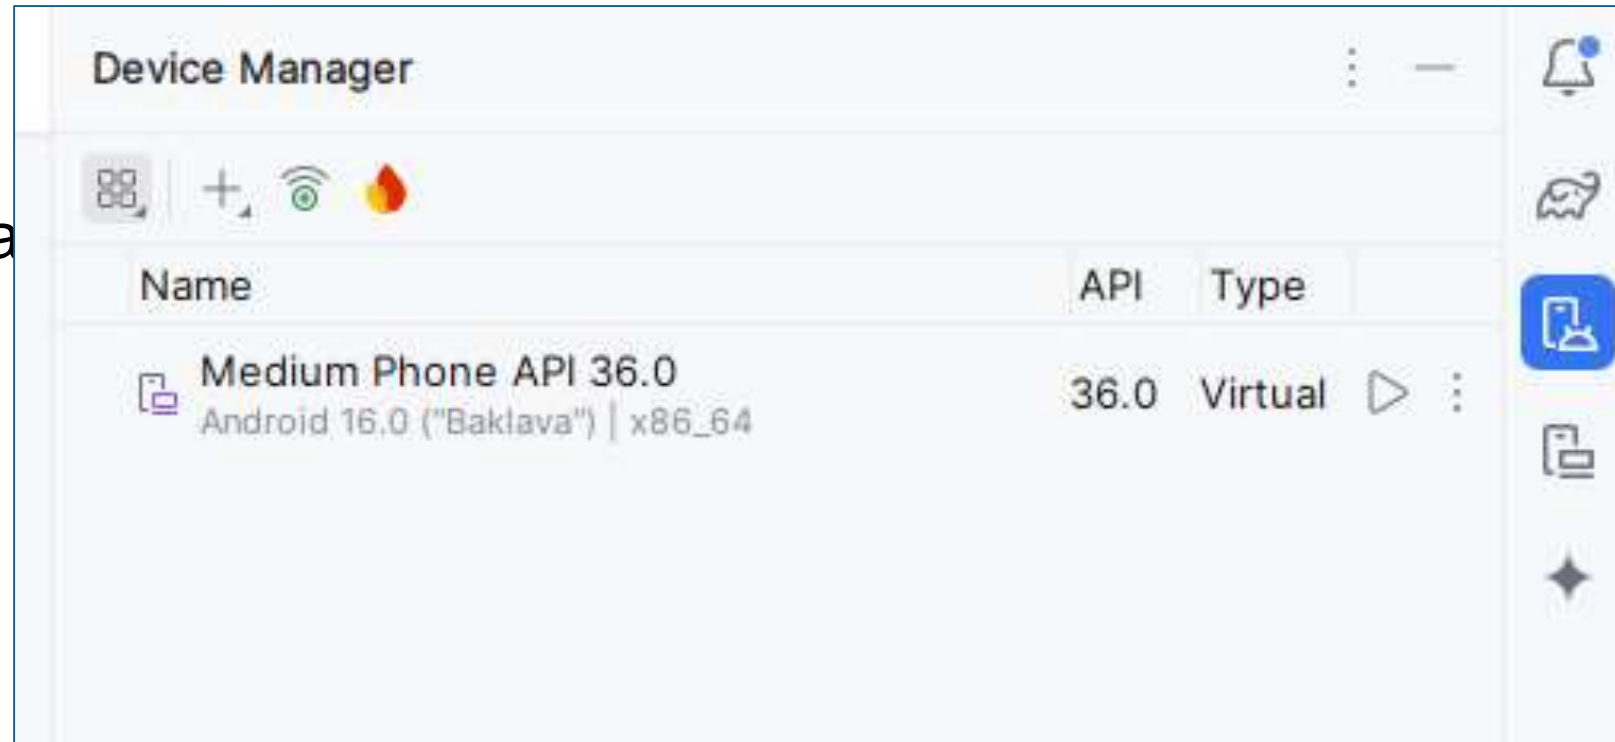 Device Manager
a
Name API Type
Medium Phone API 36.0 36.0 Virtual
Android 16.0 ("Baklava") | x86_64